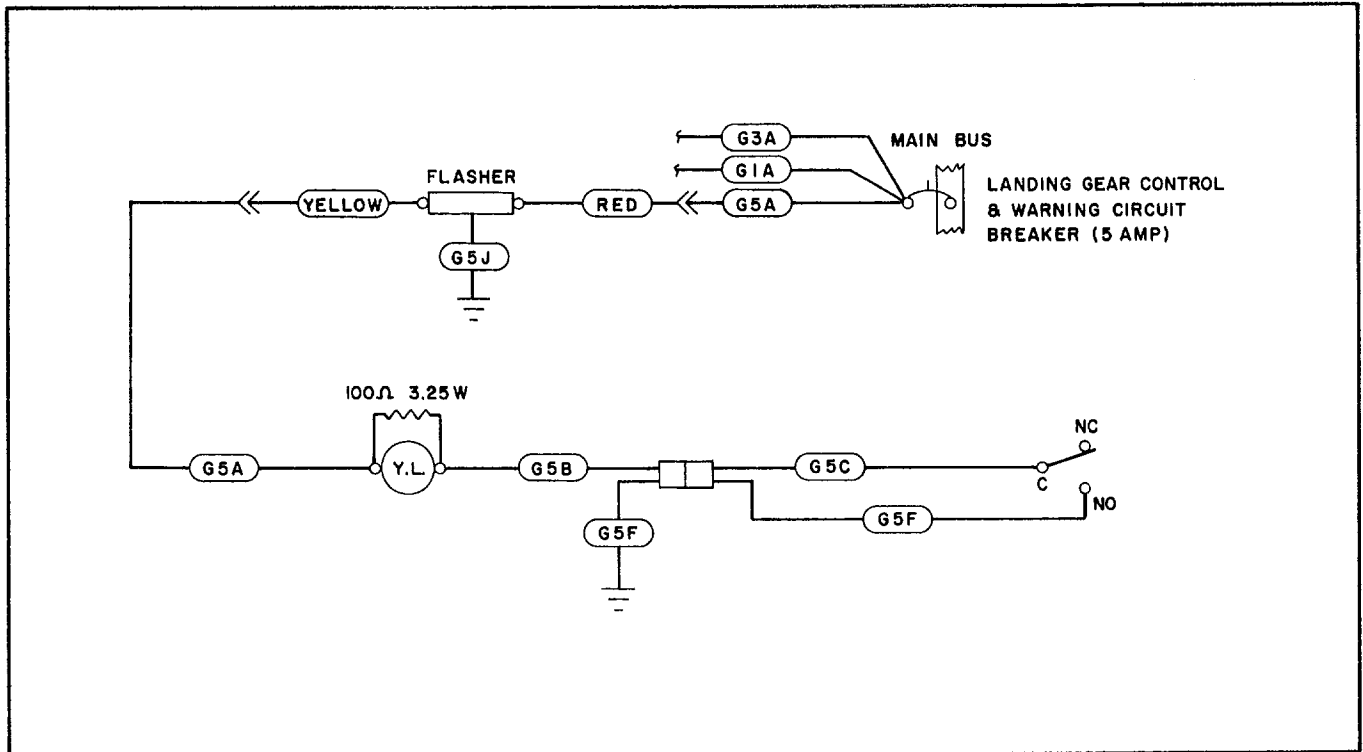 G3A
MAIN BUS
G1A
FLASHER
LANDING GEAR CONTROL
& WARNING CIRCUIT
BREAKER (5 AMP)
YELLOW
RED
G5A
G5J
100Ω 3.25W
NC
G5A
Y.L.
G5B
G5C
C
NO
G5F
G5F